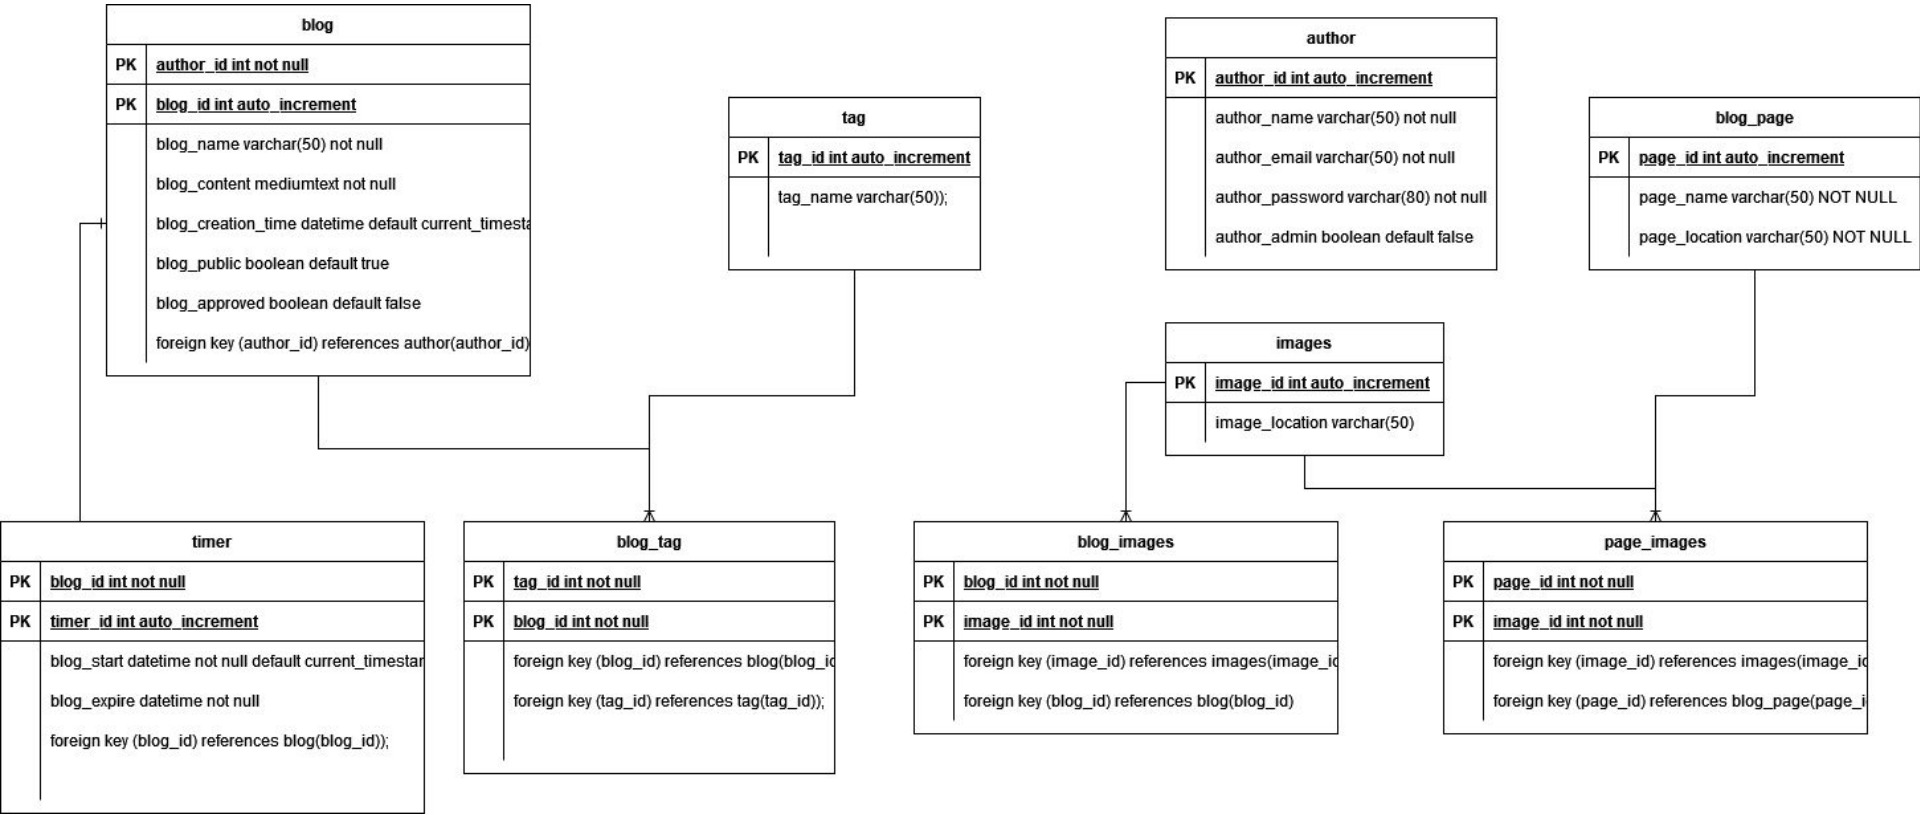 blog
PK author_id int not null
PK blog_id int auto_increment
blog_name varchar(50) not null
blog_content mediumtext not null
blog_creation_time datetime default current_timesta
blog_public boolean default true
blog_approved boolean default false
foreign key (author_id) references author(author_id)
tag
PK tag_id int auto_increment
tag_name varchar(50));
author
PK author_id int auto_increment
author_name varchar(50) not null
author_email varchar(50) not null
author_password varchar(80) not null
author_admin boolean default false
blog_page
PK page_id int auto_increment
page_name varchar(50) NOT NULL
page_location varchar(50) NOT NULL
images
PK image_id int auto_increment
image_location varchar(50)
timer
PK blog_id int not null
PK timer_id int auto_increment
blog_start datetime not null default current_timestar
blog_expire datetime not null
foreign key (blog_id) references blog(blog_id));
blog_tag
PK tag_id int not null
PK blog_id int not null
foreign key (blog_id) references blog(blog_id
foreign key (tag_id) references tag(tag_id));
blog_images
PK blog_id int not null
PK image_id int not null
foreign key (image_id) references images(image_id
foreign key (blog_id) references blog(blog_id)
page_images
PK page_id int not null
PK image_id int not null
foreign key (image_id) references images(image_id
foreign key (page_id) references blog_page(page_i